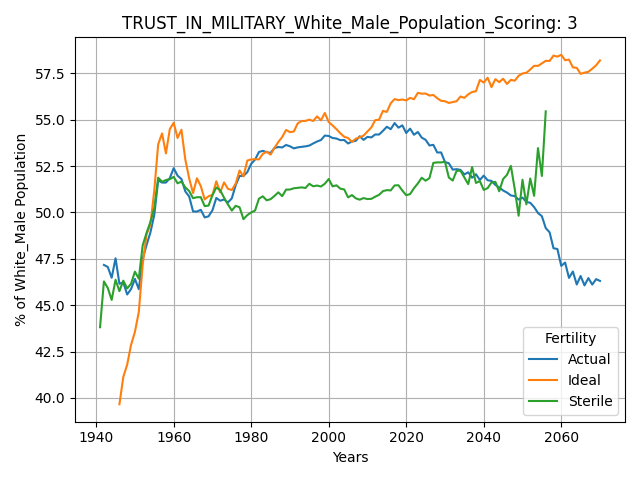 TRUST_IN_MILITARY_White_Male_Population_Scoring: 3
% of White_Male Population
57.5
55.0
52.5
50.0
47.5
45.0
42.5
40.0
1940
1960
1980
2000
2020
2040
2060
Years
Fertility
Actual
Ideal
Sterile